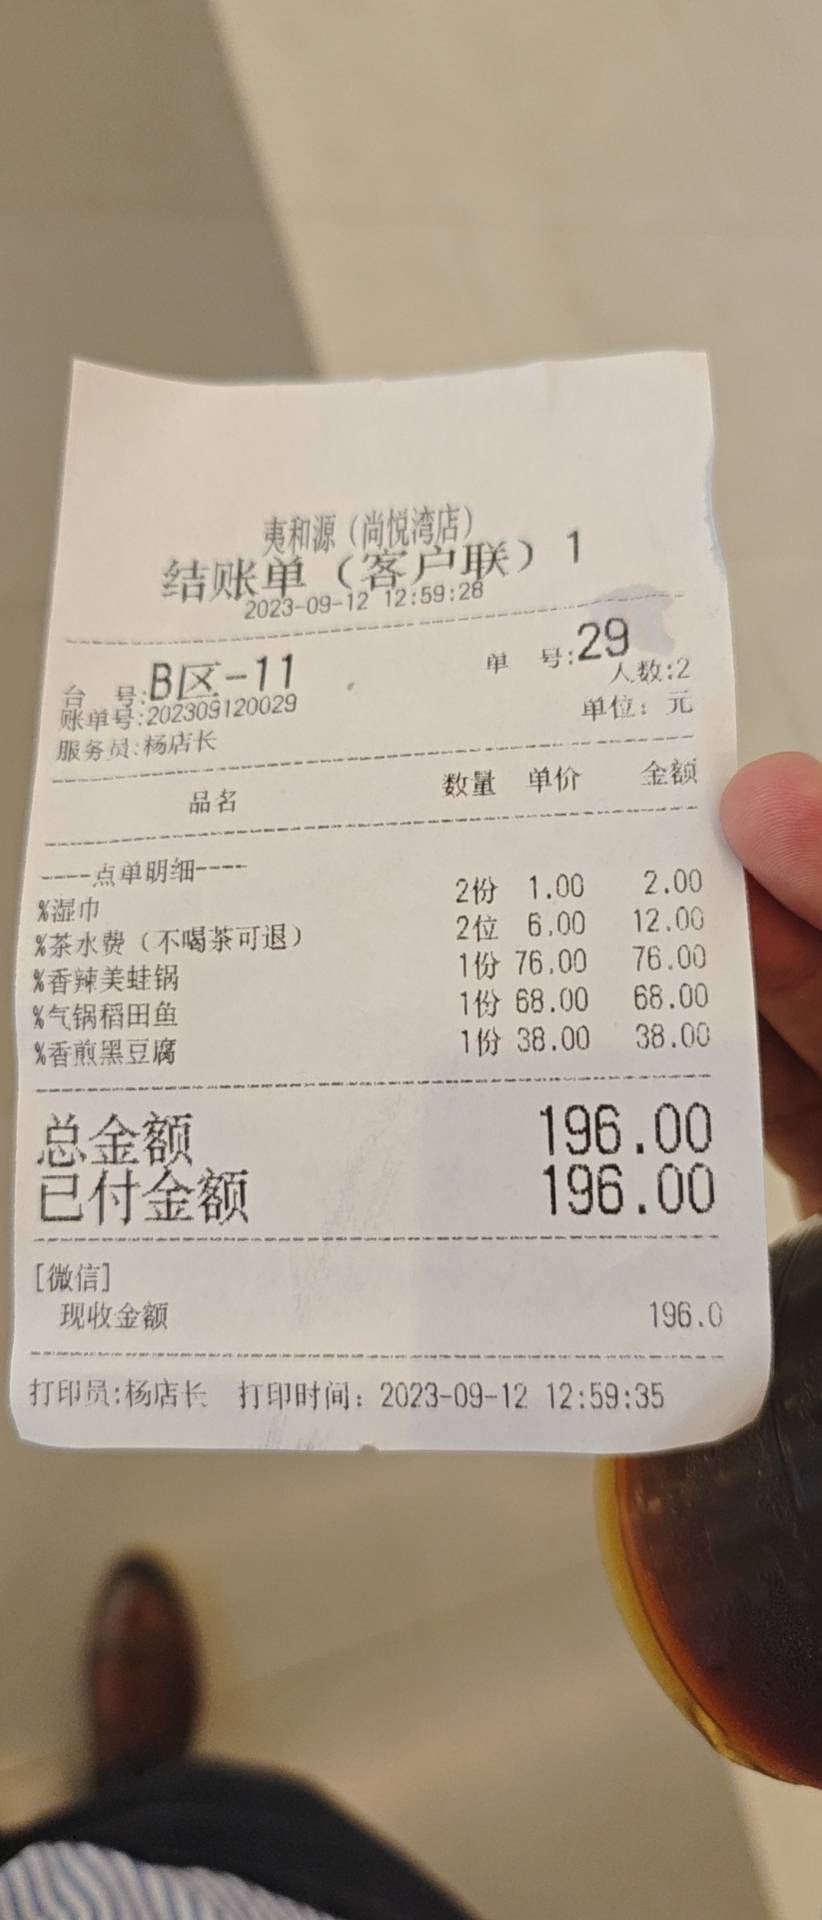 夷和源（尚悦湾店）
结账单（客户联）1
2023-09-12 12:59:28
台 号:B区-11 单 号:29
人数:2
账单号:202309120029 单位：元
服务员:杨店长
品名 数量 单价 金额
----点单明细----
%湿巾 2份 1.00 2.00
%茶水费（不喝茶可退） 2位 6.00 12.00
%香辣美蛙锅 1份 76.00 76.00
%气锅稻田鱼 1份 68.00 68.00
%香煎黑豆腐 1份 38.00 38.00
总金额 196.00
已付金额 196.00
[微信]
现收金额 196.0
打印员:杨店长 打印时间：2023-09-12 12:59:35